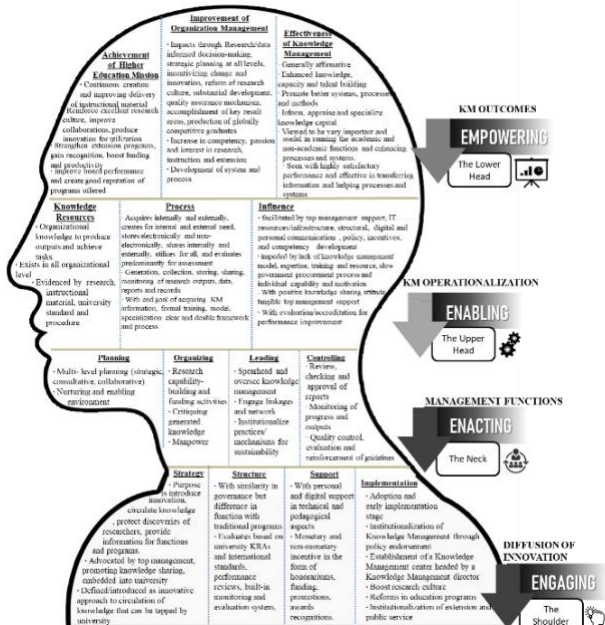 Achievement
of Higher
Education Mission
· Continuous creation
and improving delivery
of instructional material
· Reinforce excellent research
culture, improve
collaborations, produce
innovation for utilization
· Strengthen extension programs,
gain recognition, boost funding
and productivity
· Improve board performance
and create good reputation of
programs offered
Improvement of
Organization Management
· Impacts through Research/data
informed decision-making,
strategic planning at all levels,
incentivizing change and
innovation, reform of research
culture, substantial development,
quality assurance mechanism,
accomplishment of key result
areas, production of globally
competitive graduates
· Increase in competency, passion
and interest in research,
instruction and extension
· Development of system and
process
Effectiveness
of Knowledge
Management
· Generally affirmative
· Enhanced knowledge,
capacity and talent building
· Promote better systems, processes
and methods
· Inform, appraise and specialize
knowledge capital
· Viewed to be very important and
model in running the academic and
non-academic functions and enhancing
processes and systems.
· Seen with highly satisfactory
performance and effective in transferring
information and helping processes and
systems
KM OUTCOMES
EMPOWERING
The Lower
Head
Knowledge
Resources
· Organizational
knowledge to produce
outputs and achieve
tasks.
· Exists in all organizational
level
· Evidenced by research,
instructional
material, university
standard and
procedure
Process
· Acquires internally and externally,
creates for internal and external need,
stores electronically and non-
electronically, shares internally and
externally, utilizes for all, and evaluates
predominantly for assessment
· Generation, collection, storing, sharing,
monitoring of research outputs, data,
reports and records
· With end goal of acquiring KM
information, formal training, model,
specialization clear and doable framework
and process
Influence
· facilitated by top management support, IT
resources/infrastructure, structural, digital and
personal communication , policy, incentives,
and competency development
· impeded by lack of knowledge management
model, expertise, training and resource, slow
government procurement process and
individual capability and motivation
· With positive knowledge sharing attitude,
tangible top management support
· With evaluation/accreditation for
performance improvement
KM OPERATIONALIZATION
ENABLING
The Upper
Head
Planning
· Multi- level planning (strategic,
consultative, collaborative)
· Nurturing and enabling
environment
Organizing
· Research
capability-
building and
funding activities
· Critiquing
generated
knowledge
· Manpower
Leading
· Spearhead and
oversee knowledge
management
· Engage linkages
and network
· Institutionalize
practices/
mechanisms for
sustainability
Controlling
· Review,
checking and
approval of
reports
· Monitoring of
progress and
outputs
· Quality control,
evaluation and
reinforcement of guidelines
MANAGEMENT FUNCTIONS
ENACTING
The Neck
Strategy
· Purpose
is introduce
innovation,
circulate knowledge
, protect discoveries of
researchers, provide
information for functions
and programs.
· Advocated by top management,
promoting knowledge sharing,
embedded into university
· Defined/introduced as innovative
approach to circulation of
knowledge that can be tapped by
university
Structure
· With similarity in
governance but
difference in
function with
traditional programs
· Evaluates based on
university KRAs
and international
standards,
performance
reviews, built-in
monitoring and
evaluation system,
Support
· With personal
and digital support
in technical and
pedagogical
aspects
· Monetary and
non-monetary
incentive in the
form of
honorariums,
funding,
promotions,
awards
recognitions.
Implementation
· Adoption and
early implementation
stage
· Institutionalization of
Knowledge Management through
policy endorsement
· Establishment of a Knowledge
Management center headed by a
Knowledge Management director
· Boost research culture
· Reforms in education programs
· Institutionalization of extension and
public service
DIFFUSION OF
INNOVATION
ENGAGING
The
Shoulder